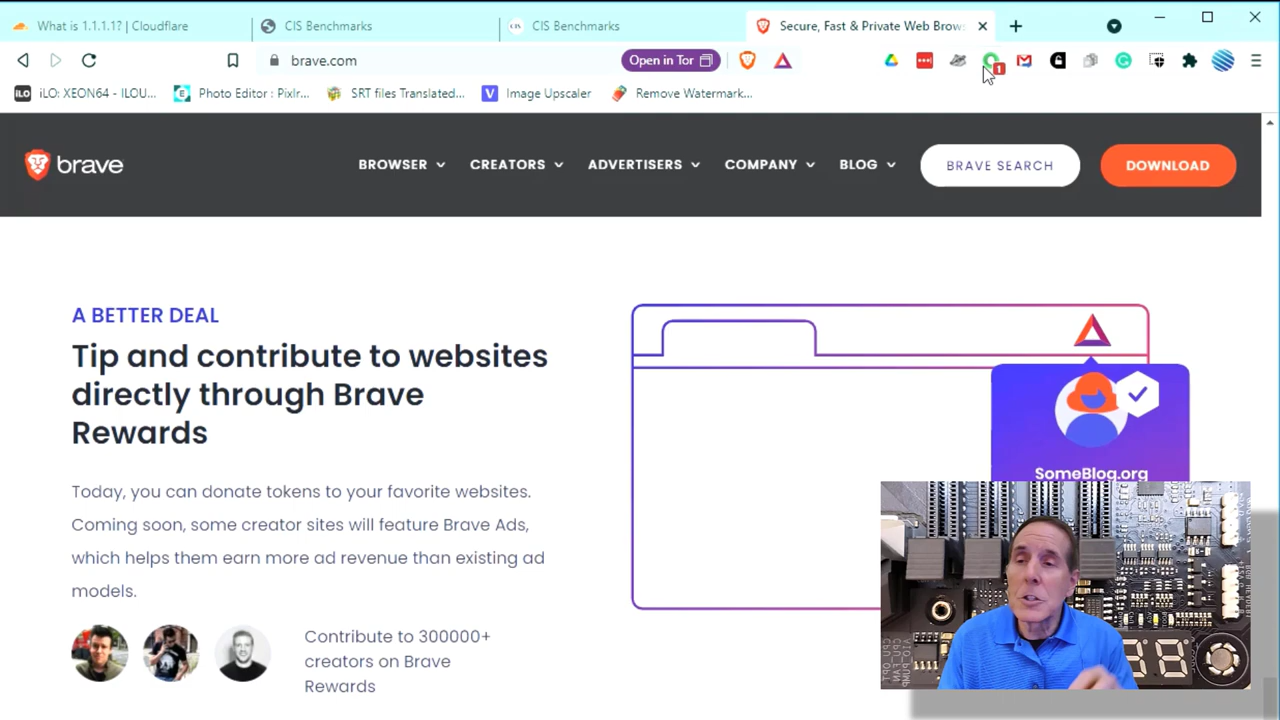 What is 1.1.1.1? | Cloudflare
CIS Benchmarks
CIS Benchmarks
Secure, Fast & Private Web Brow
brave.com
Open in Tor
1
iLO: XEON64 - ILOU...
Photo Editor : Pixlr...
SRT files Translated...
Image Upscaler
Remove Watermark...
brave
BROWSER
CREATORS
ADVERTISERS
COMPANY
BLOG
BRAVE SEARCH
DOWNLOAD
A BETTER DEAL
Tip and contribute to websites
directly through Brave
Rewards
Today, you can donate tokens to your favorite websites.
Coming soon, some creator sites will feature Brave Ads,
which helps them earn more ad revenue than existing ad
models.
Contribute to 300000+
creators on Brave
Rewards
SomeBlog.org
CPU_OPT
CPU_FAN